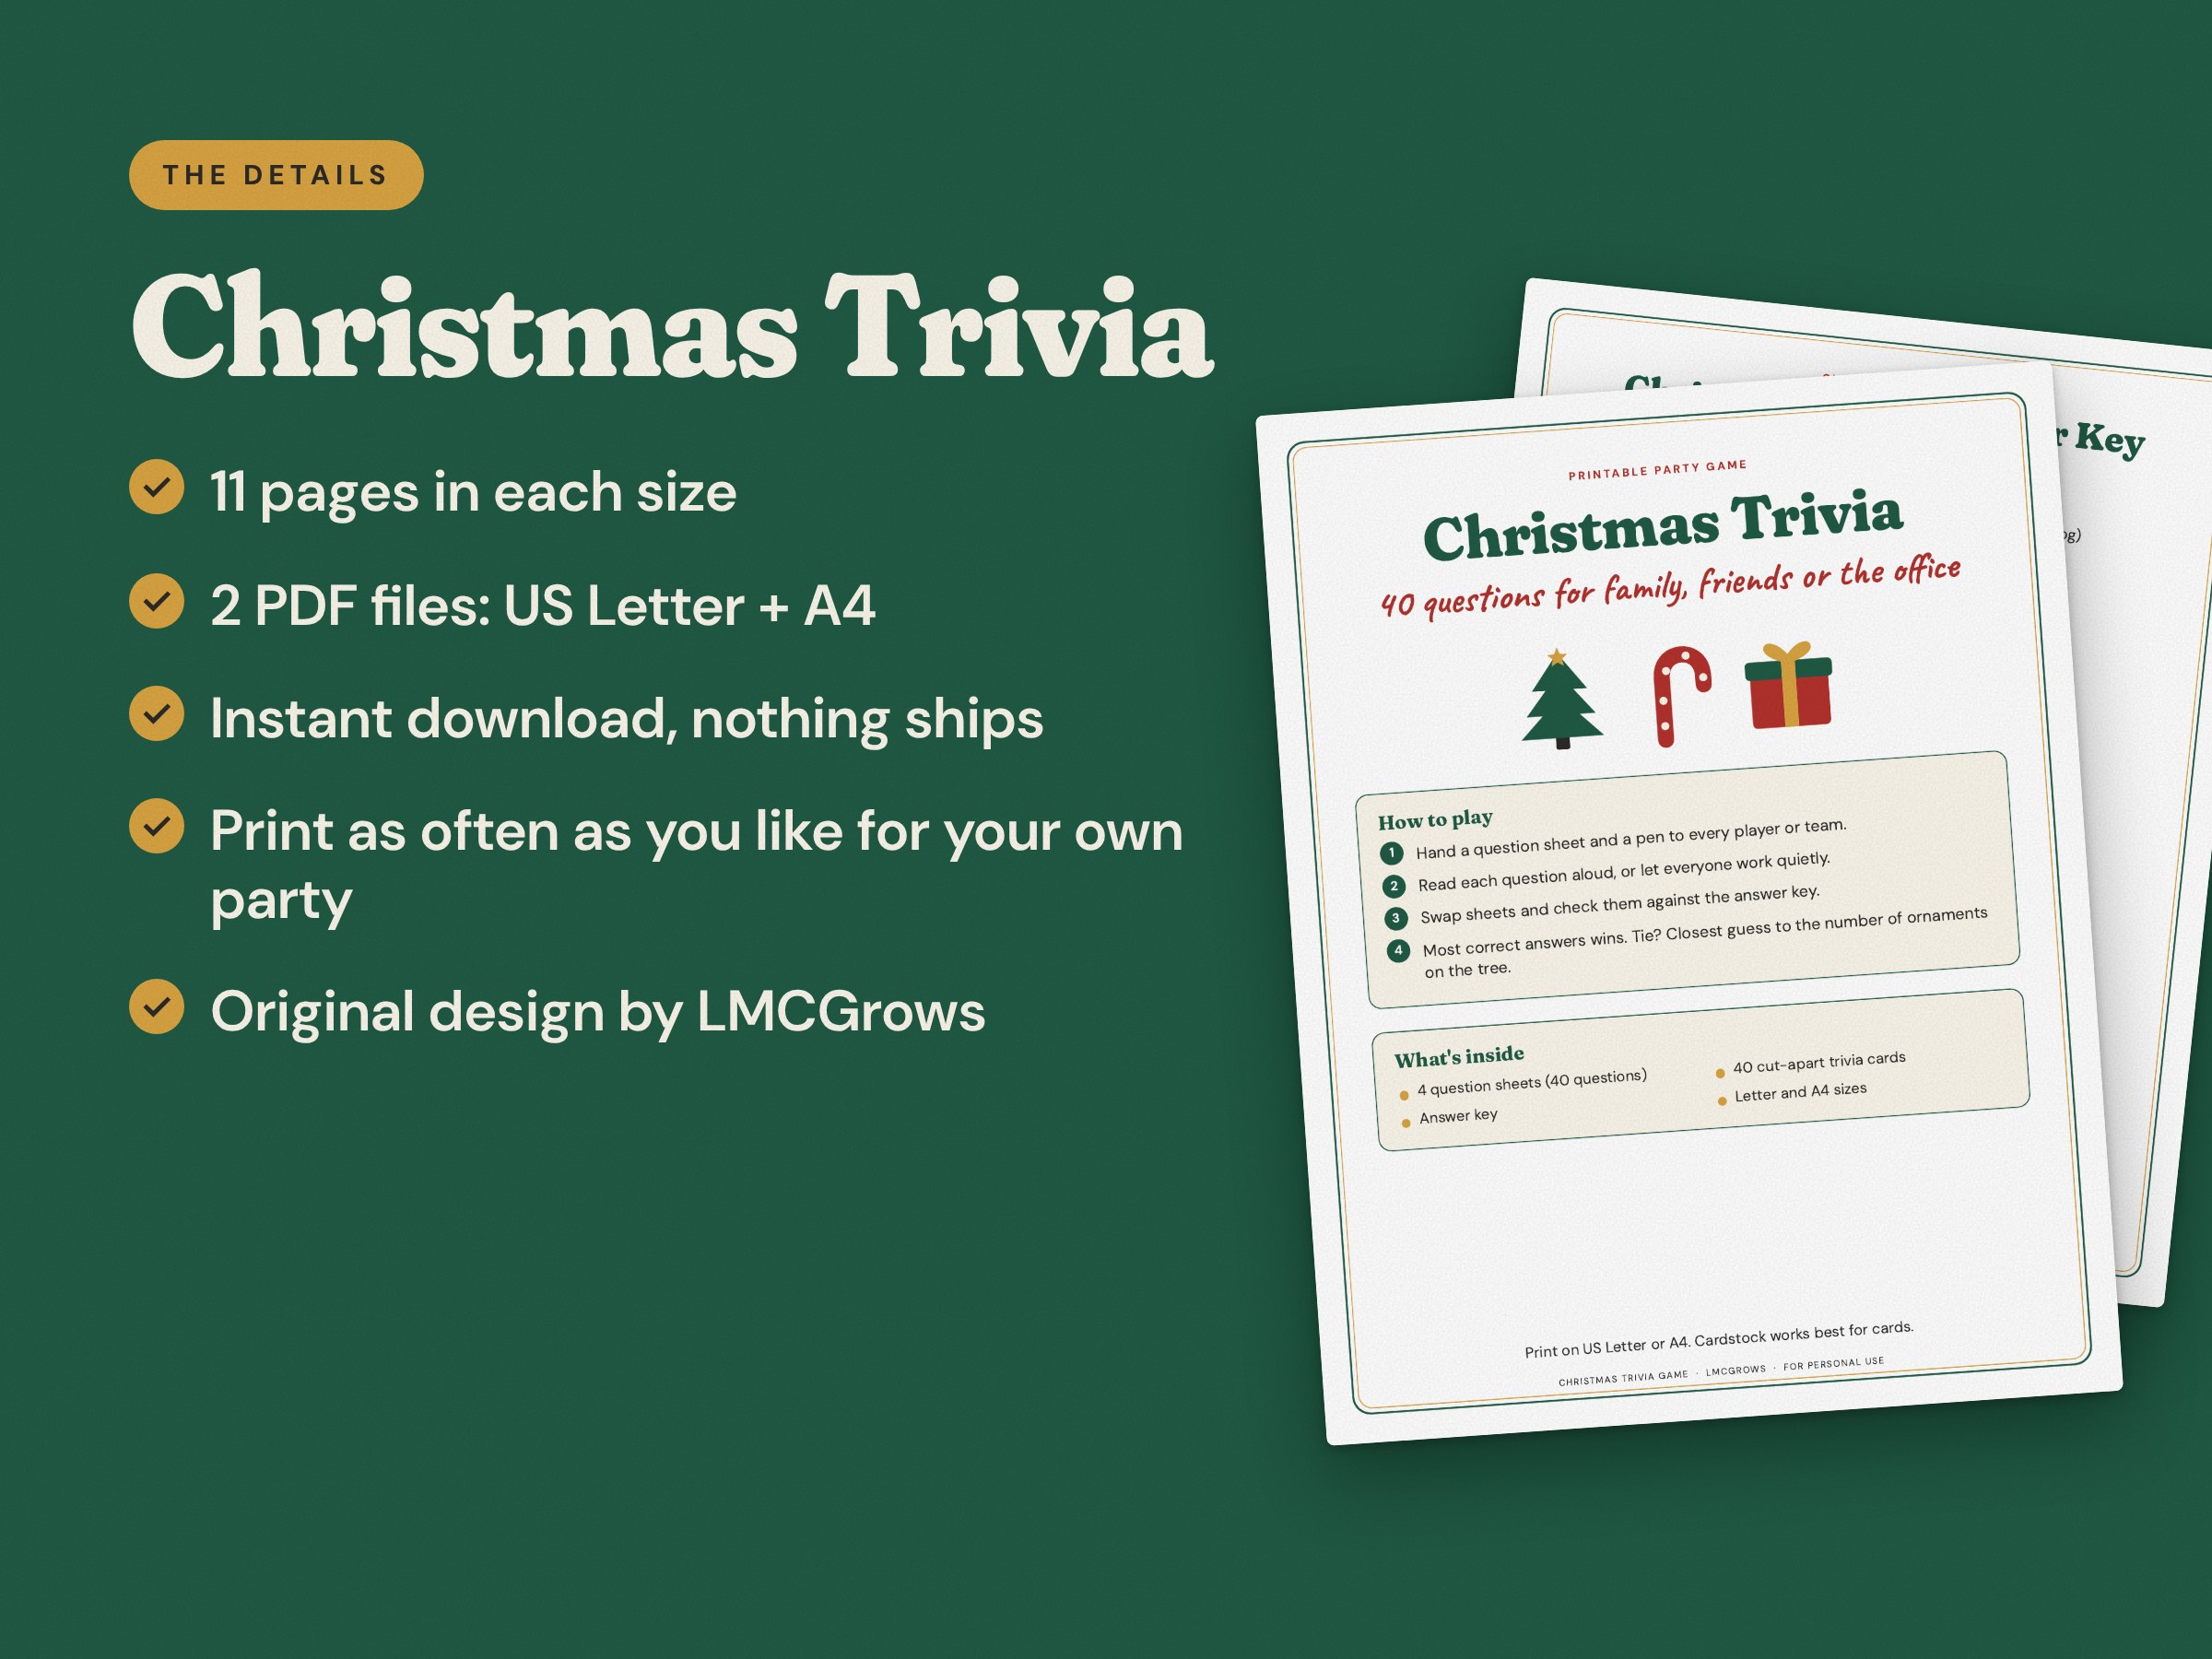 THE DETAILS
Christmas Trivia
11 pages in each size
2 PDF files: US Letter + A4
Instant download, nothing ships
Print as often as you like for your own
party
Original design by LMCGrows
Key
PRINTABLE PARTY GAME
Christmas Trivia
40 questions for family, friends or the office
How to play
1 Hand a question sheet and a pen to every player or team.
2 Read each question aloud, or let everyone work quietly.
3 Swap sheets and check them against the answer key.
4 Most correct answers wins. Tie? Closest guess to the number of ornaments
on the tree.
What's inside
4 question sheets (40 questions)
Answer key
40 cut-apart trivia cards
Letter and A4 sizes
Print on US Letter or A4. Cardstock works best for cards.
CHRISTMAS TRIVIA GAME · LMCGROWS · FOR PERSONAL USE